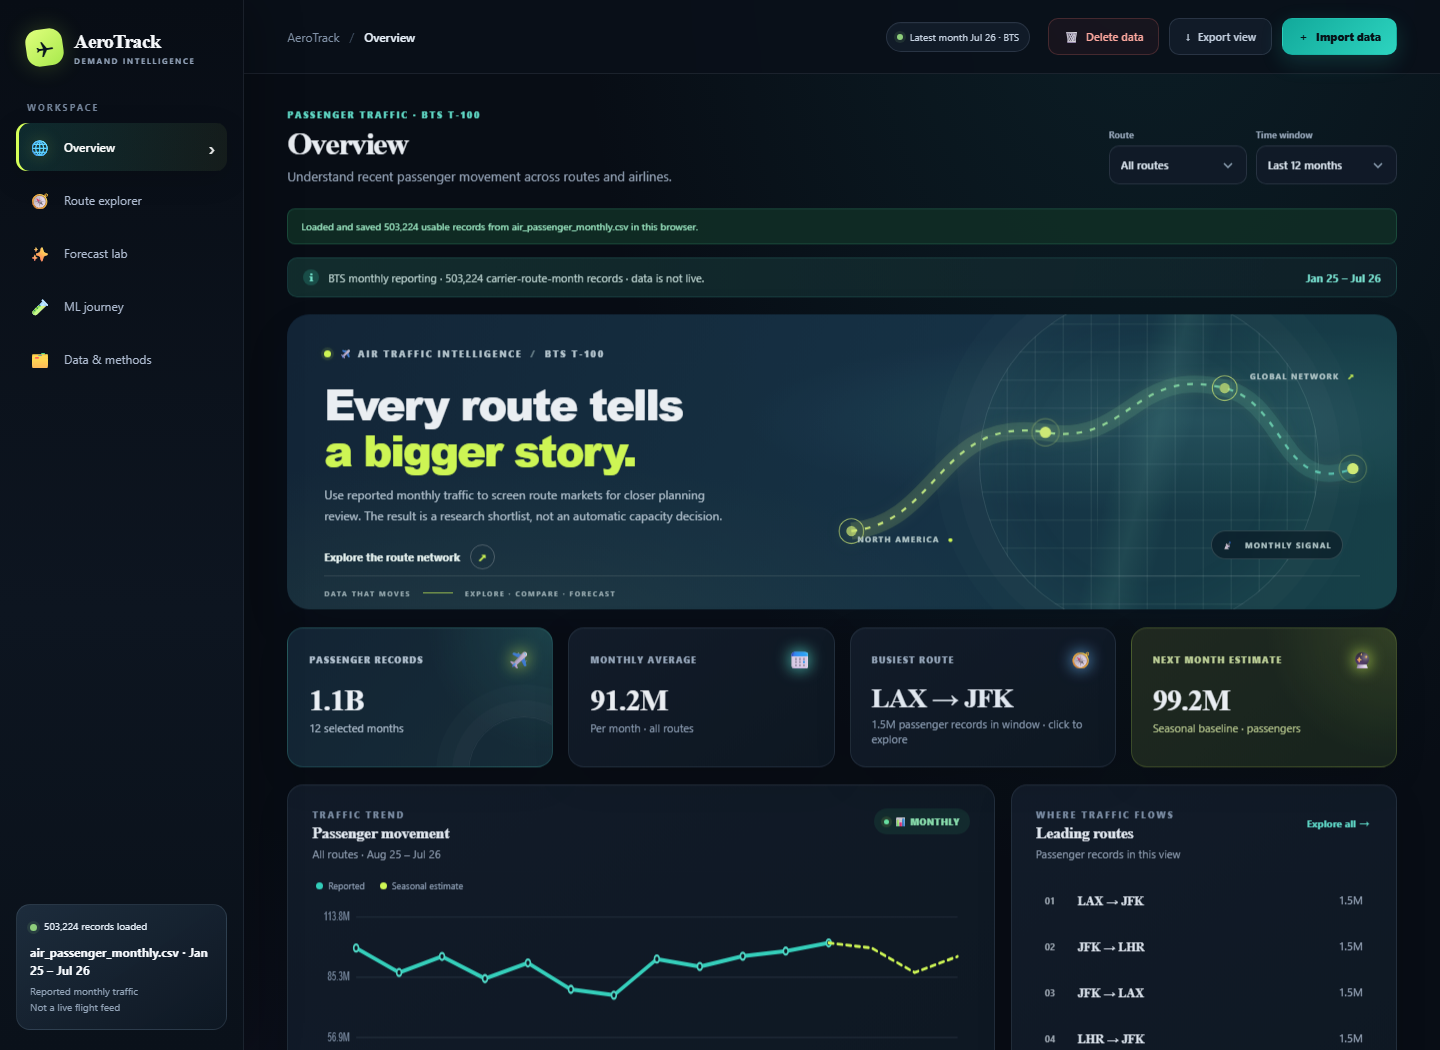 AeroTrack
DEMAND INTELLIGENCE
WORKSPACE
Overview
Route explorer
Forecast lab
ML journey
Data & methods
503,224 records loaded
air_passenger_monthly.csv · Jan
25 – Jul 26
Reported monthly traffic
Not a live flight feed
AeroTrack / Overview
Latest month Jul 26 · BTS
Delete data
↓ Export view
+ Import data
PASSENGER TRAFFIC · BTS T-100
Overview
Understand recent passenger movement across routes and airlines.
Route
All routes
Time window
Last 12 months
Loaded and saved 503,224 usable records from air_passenger_monthly.csv in this browser.
BTS monthly reporting · 503,224 carrier-route-month records · data is not live.
Jan 25 – Jul 26
AIR TRAFFIC INTELLIGENCE / BTS T-100
Every route tells
a bigger story.
Use reported monthly traffic to screen route markets for closer planning
review. The result is a research shortlist, not an automatic capacity decision.
Explore the route network ↗
DATA THAT MOVES
EXPLORE · COMPARE · FORECAST
GLOBAL NETWORK ↗
NORTH AMERICA
MONTHLY SIGNAL
PASSENGER RECORDS
1.1B
12 selected months
MONTHLY AVERAGE
91.2M
Per month · all routes
BUSIEST ROUTE
LAX → JFK
1.5M passenger records in window · click to
explore
NEXT MONTH ESTIMATE
99.2M
Seasonal baseline · passengers
TRAFFIC TREND
Passenger movement
All routes · Aug 25 – Jul 26
MONTHLY
Reported
Seasonal estimate
113.8M
85.3M
56.9M
WHERE TRAFFIC FLOWS
Leading routes
Passenger records in this view
Explore all →
01 LAX → JFK 1.5M
02 JFK → LHR 1.5M
03 JFK → LAX 1.5M
04 LHR → JFK 1.5M